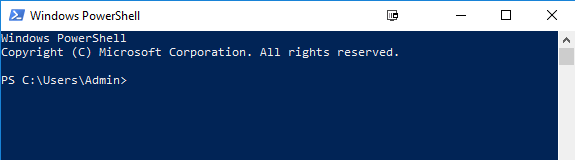 Windows PowerShell
Windows PowerShell
Copyright (C) Microsoft Corporation. All rights reserved.
PS C:\Users\Admin>